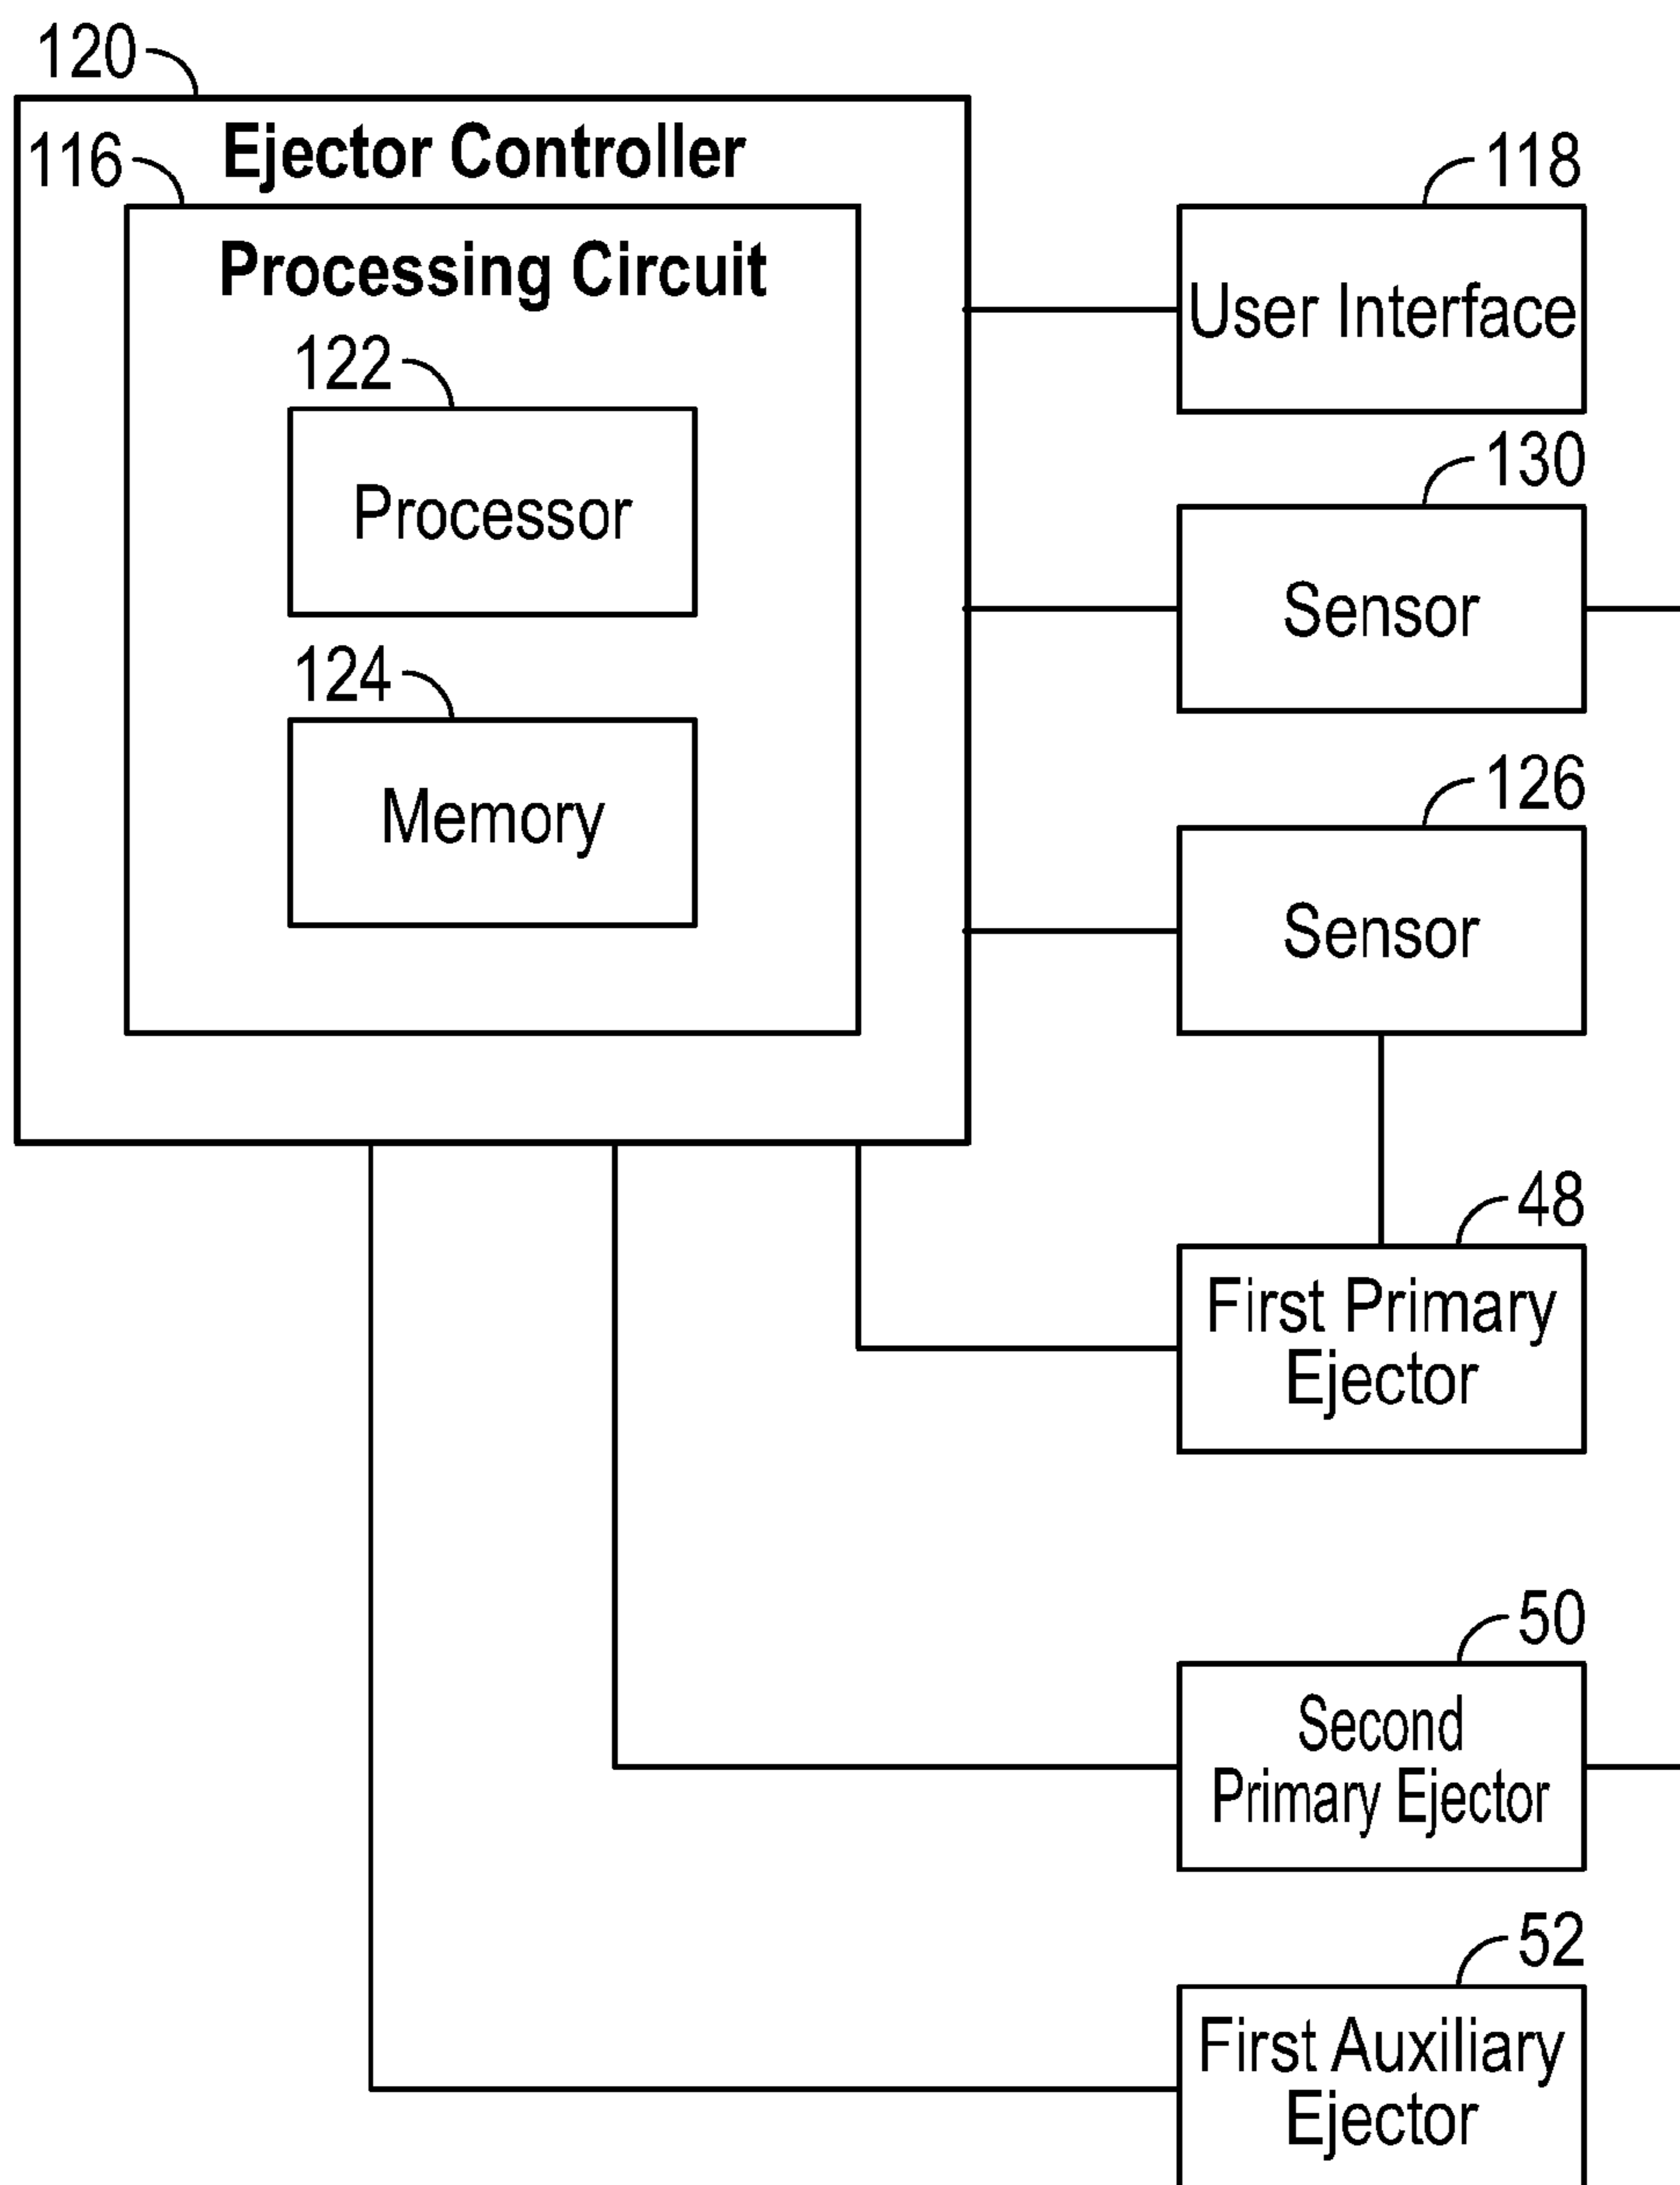 120
Ejector Controller
116
Processing Circuit
122
Processor
124
Memory
118
User Interface
130
Sensor
126
Sensor
48
First Primary
Ejector
50
Second
Primary Ejector
52
First Auxiliary
Ejector